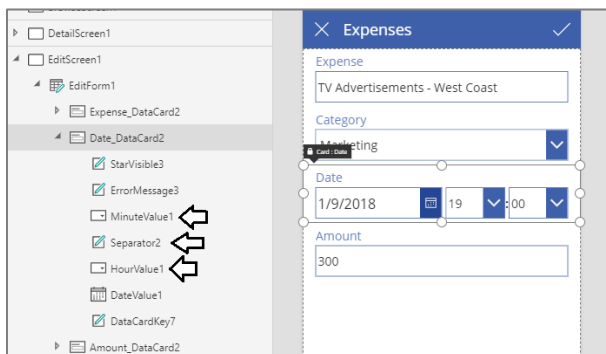 DetailScreen1
EditScreen1
EditForm1
Expense_DataCard2
Date_DataCard2
StarVisible3
ErrorMessage3
MinuteValue1
Separator2
HourValue1
DateValue1
DataCardKey7
Amount_DataCard2
Expenses
Expense
TV Advertisements - West Coast
Category
Marketing
Card : Date
Date
1/9/2018 19 : 00
Amount
300